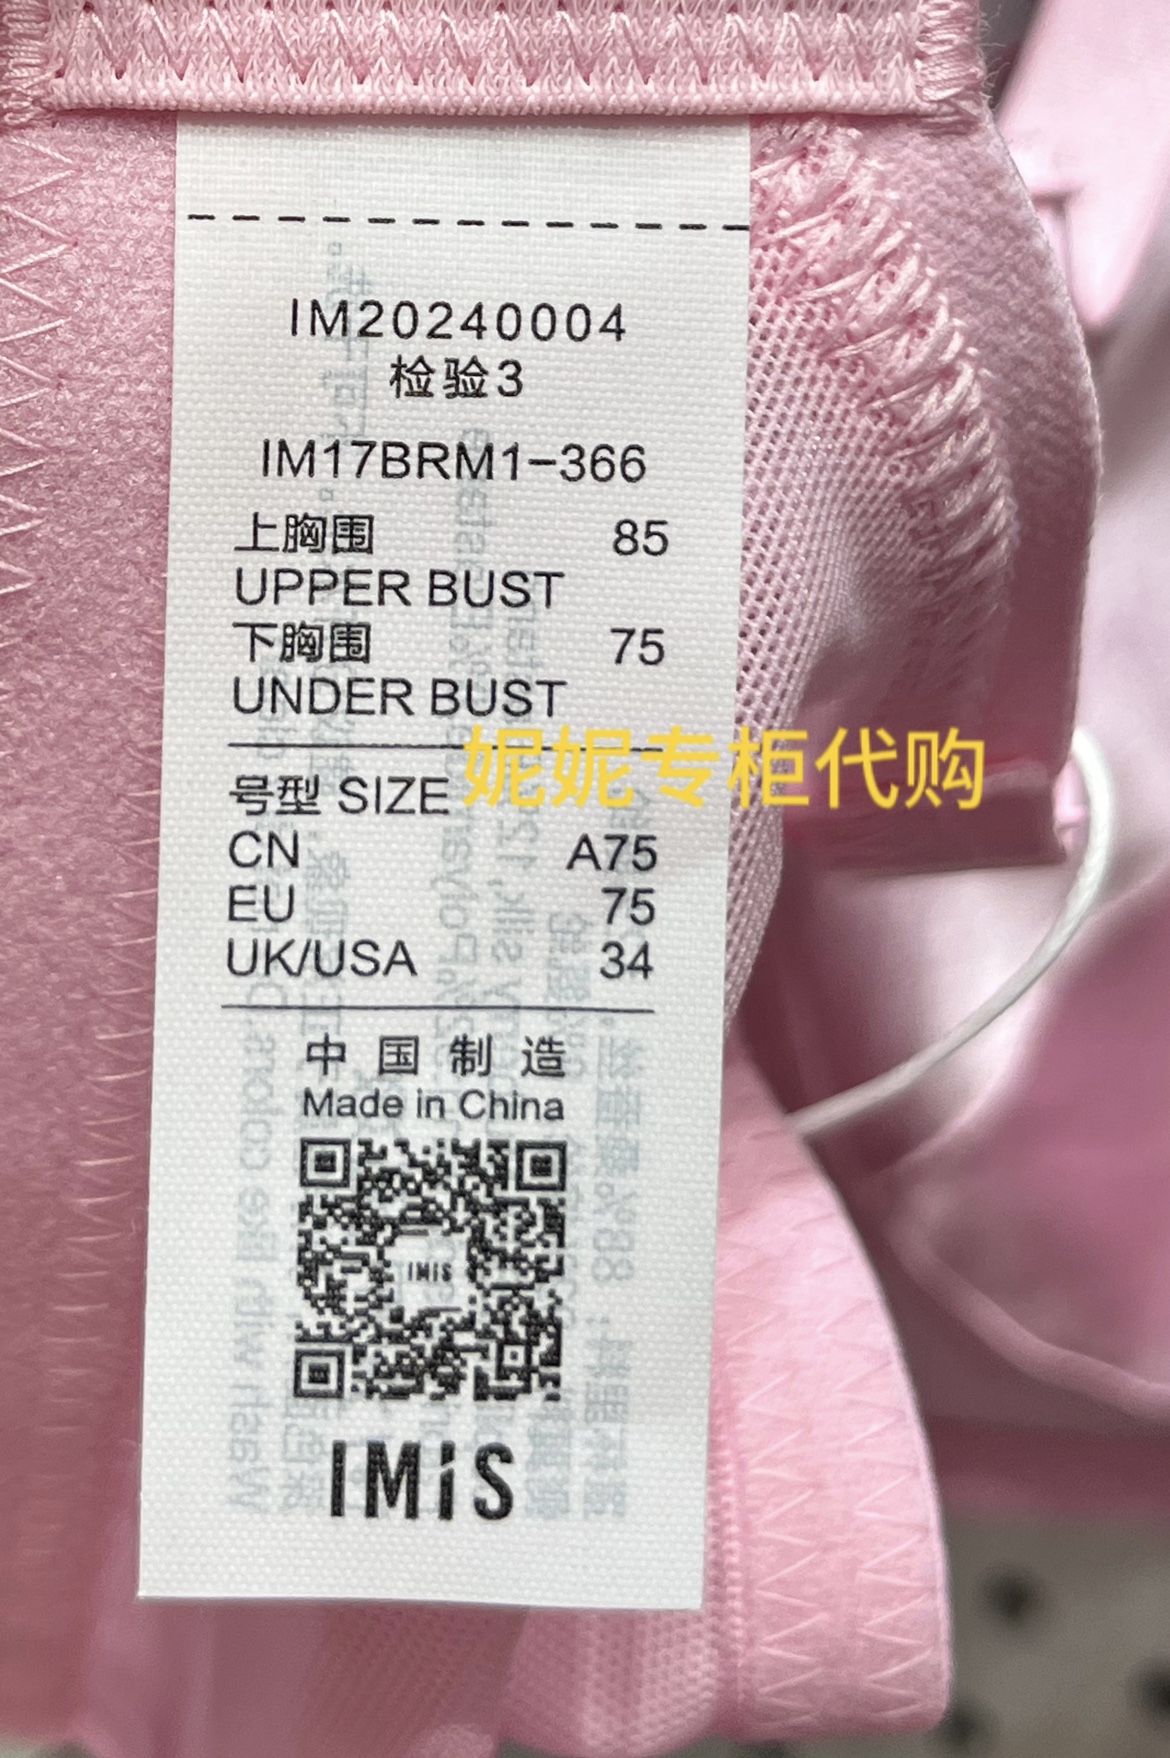 IM20240004
检验3
IM17BRM1-366
上胸围 85
UPPER BUST
下胸围 75
UNDER BUST
妮妮专柜代购
号型 SIZE
CN A75
EU 75
UK/USA 34
中国制造
Made in China
IMiS
IMiS